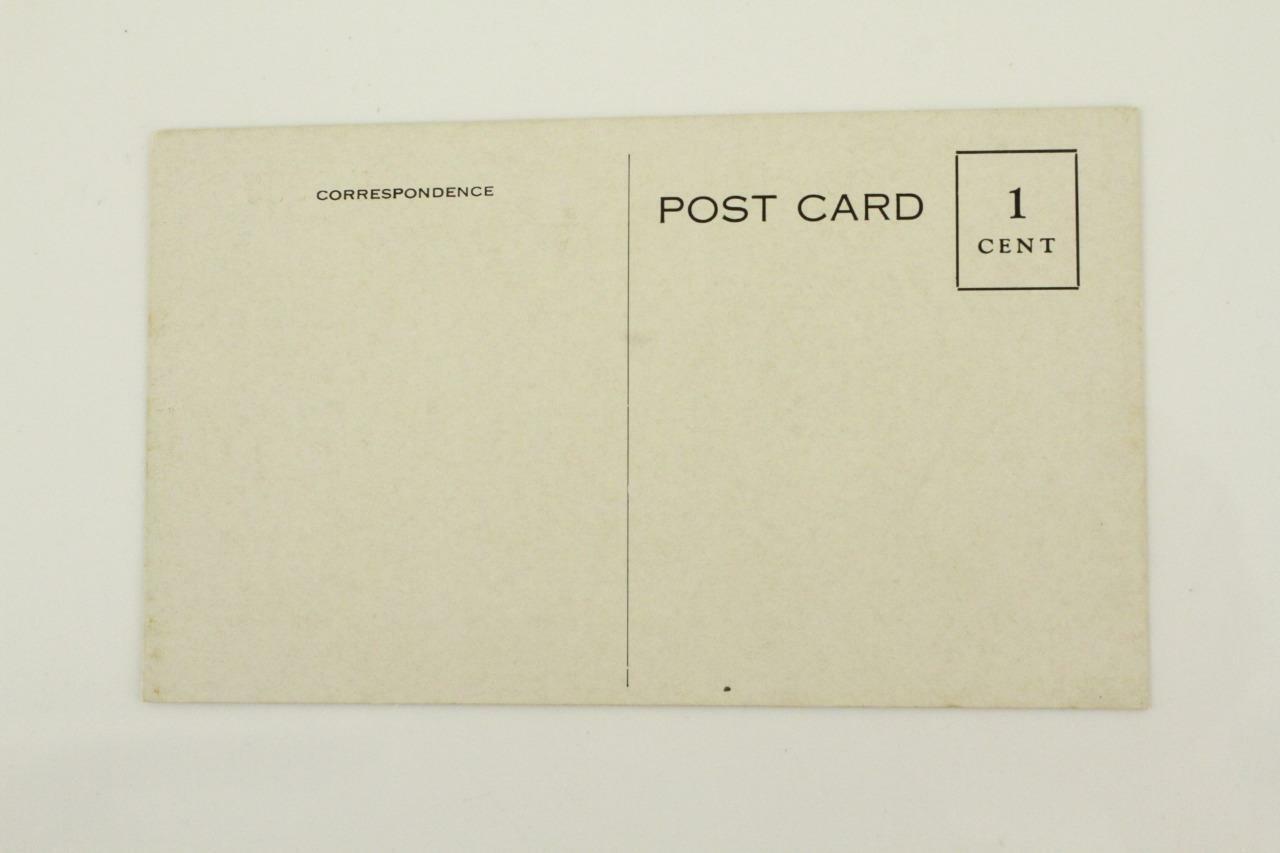 CORRESPONDENCE
POST CARD
1
CENT